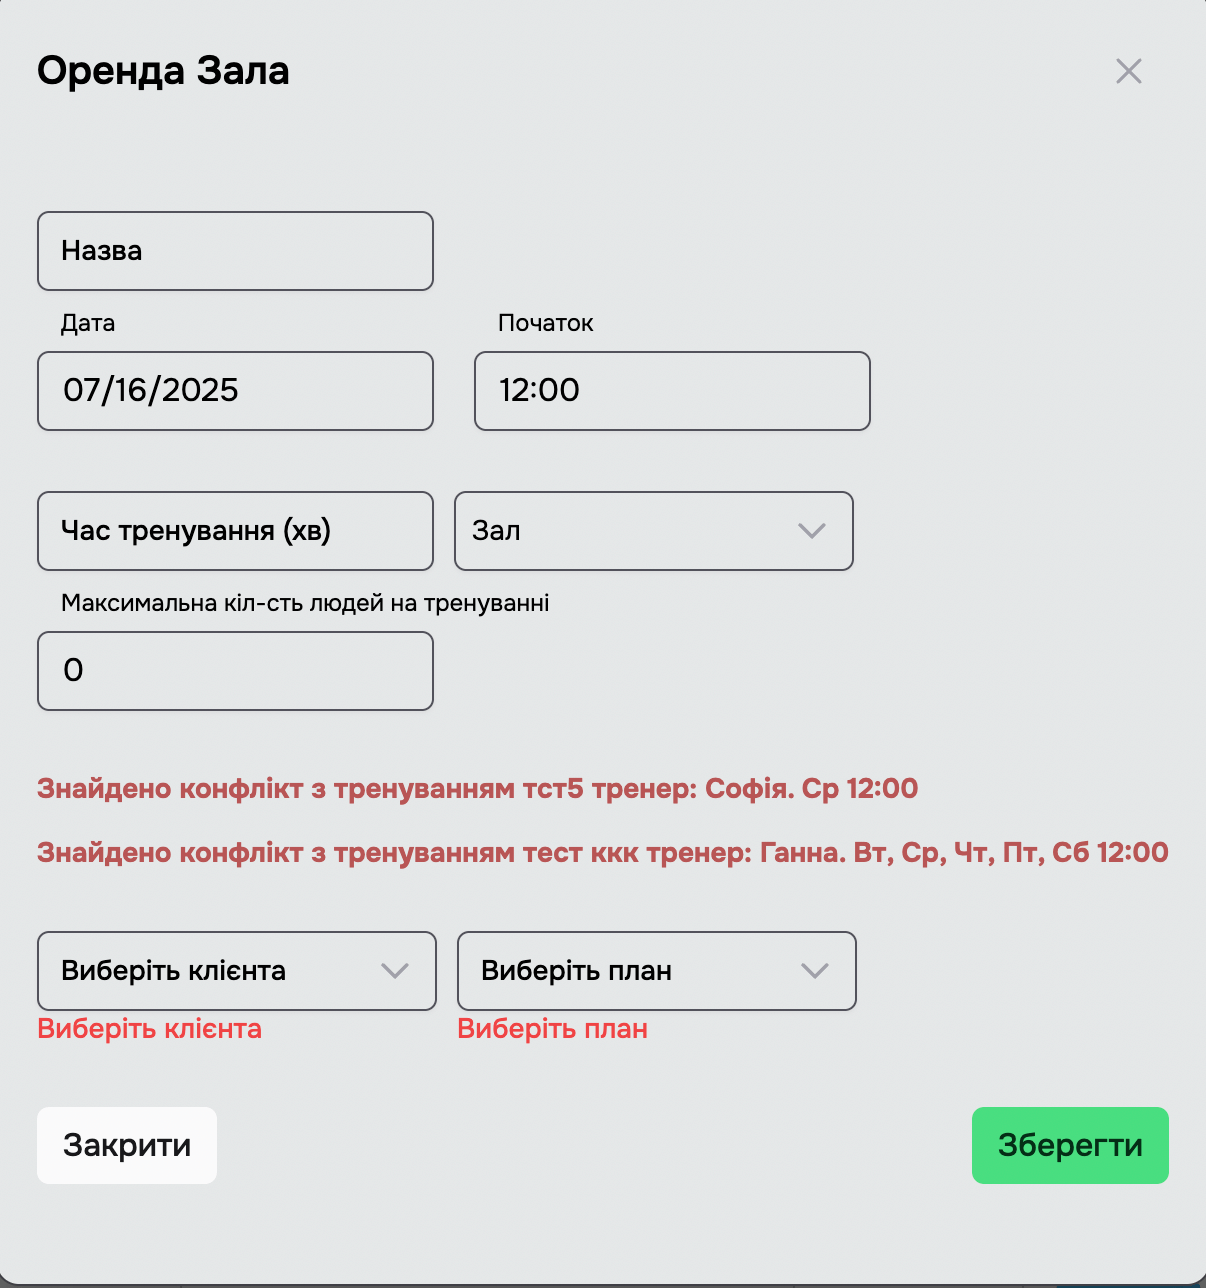 Оренда Зала
Назва
Дата
Початок
07/16/2025
12:00
Час тренування (хв)
Зал
Максимальна кіл-сть людей на тренуванні
0
Знайдено конфлікт з тренуванням тст5 тренер: Софія. Ср 12:00
Знайдено конфлікт з тренуванням тест ккк тренер: Ганна. Вт, Ср, Чт, Пт, Сб 12:00
Виберіть клієнта
Виберіть план
Виберіть клієнта
Виберіть план
Закрити
Зберегти